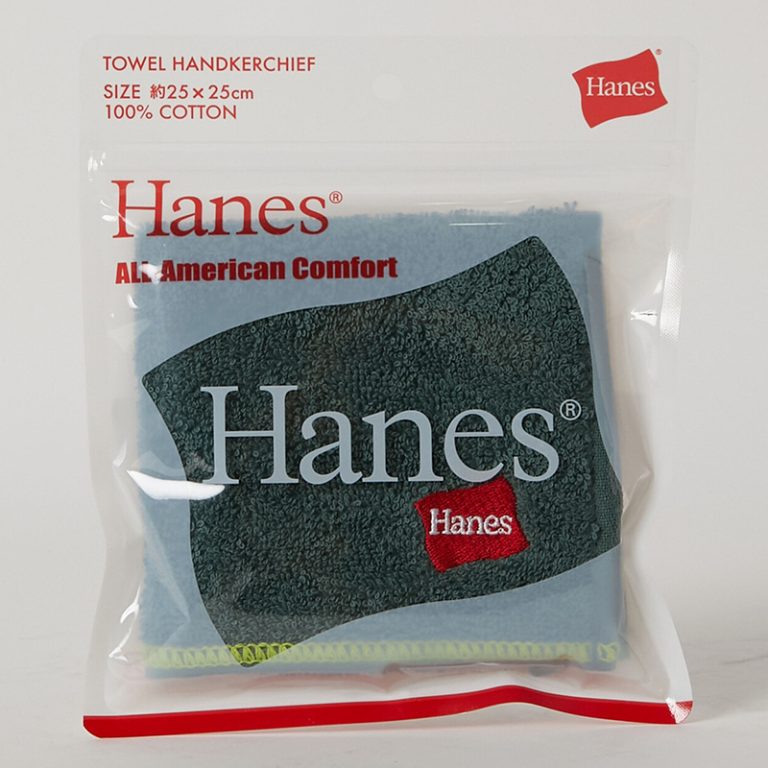 TOWEL HANDKERCHIEF
SIZE 約25×25cm
100% COTTON
Hanes®
Hanes®
ALL-American Comfort
Hanes®
Hanes